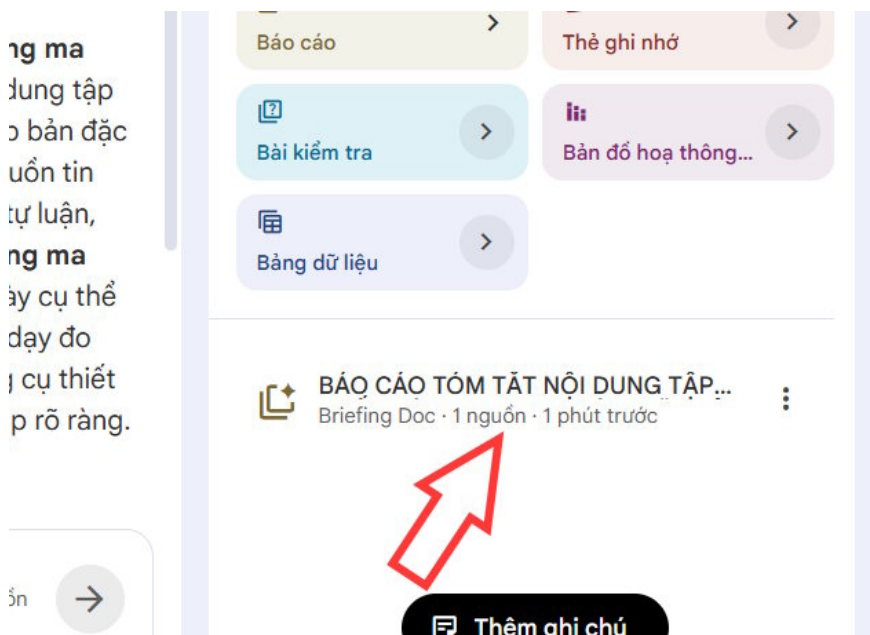 ng ma
dung tập
bản đặc
uồn tin
tự luận,
ng ma
ày cụ thể
dạy đo
cụ thiết
p rõ ràng.
ồn
Báo cáo
Thẻ ghi nhớ
Bài kiểm tra
Bản đồ hoạ thông...
Bảng dữ liệu
BÁO CÁO TÓM TẮT NỘI DUNG TẬP...
Briefing Doc · 1 nguồn · 1 phút trước
Thêm ghi chú